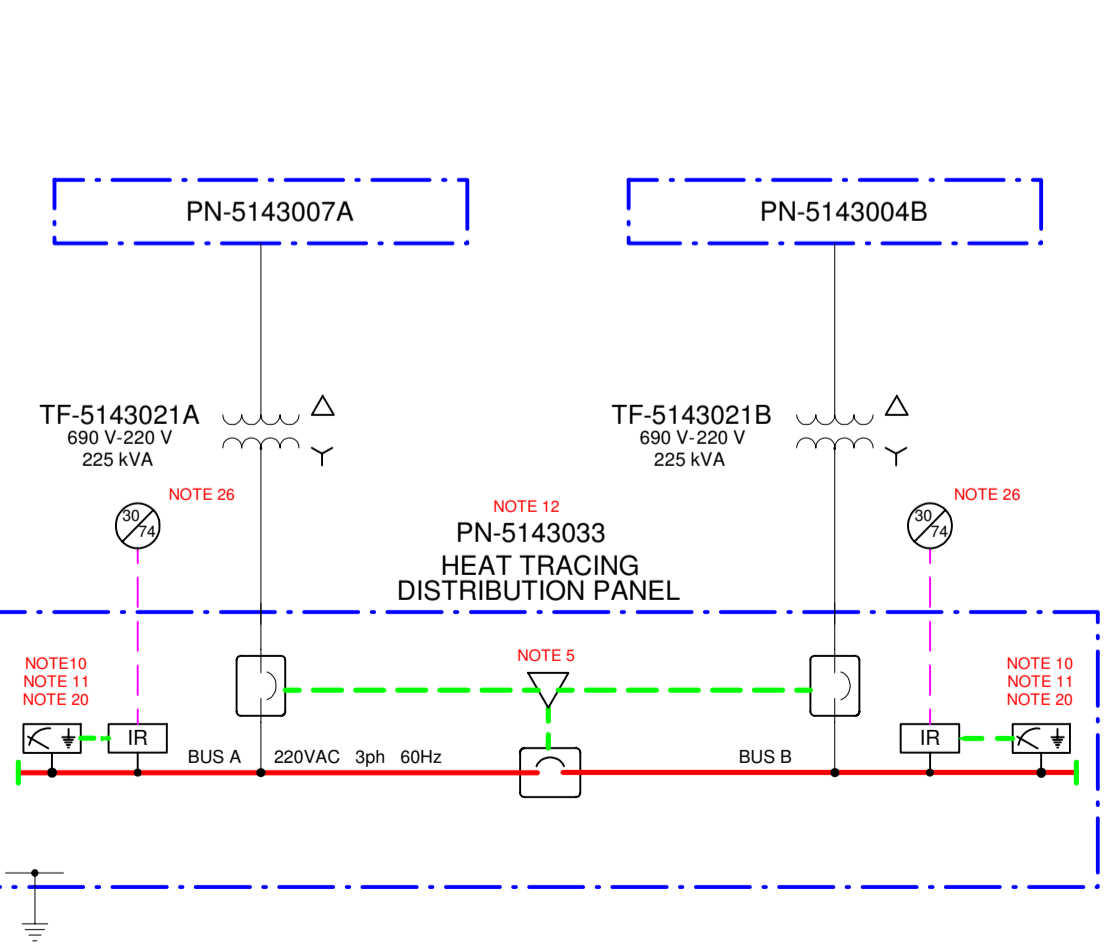 PN-5143007A
PN-5143004B
TF-5143021A
690 V-220 V
225 kVA
TF-5143021B
690 V-220 V
225 kVA
NOTE 26
30
74
NOTE 12
PN-5143033
HEAT TRACING
DISTRIBUTION PANEL
NOTE 26
30
74
NOTE10
NOTE 11
NOTE 20
NOTE 5
NOTE 10
NOTE 11
NOTE 20
IR
IR
BUS A
220VAC 3ph 60Hz
BUS B